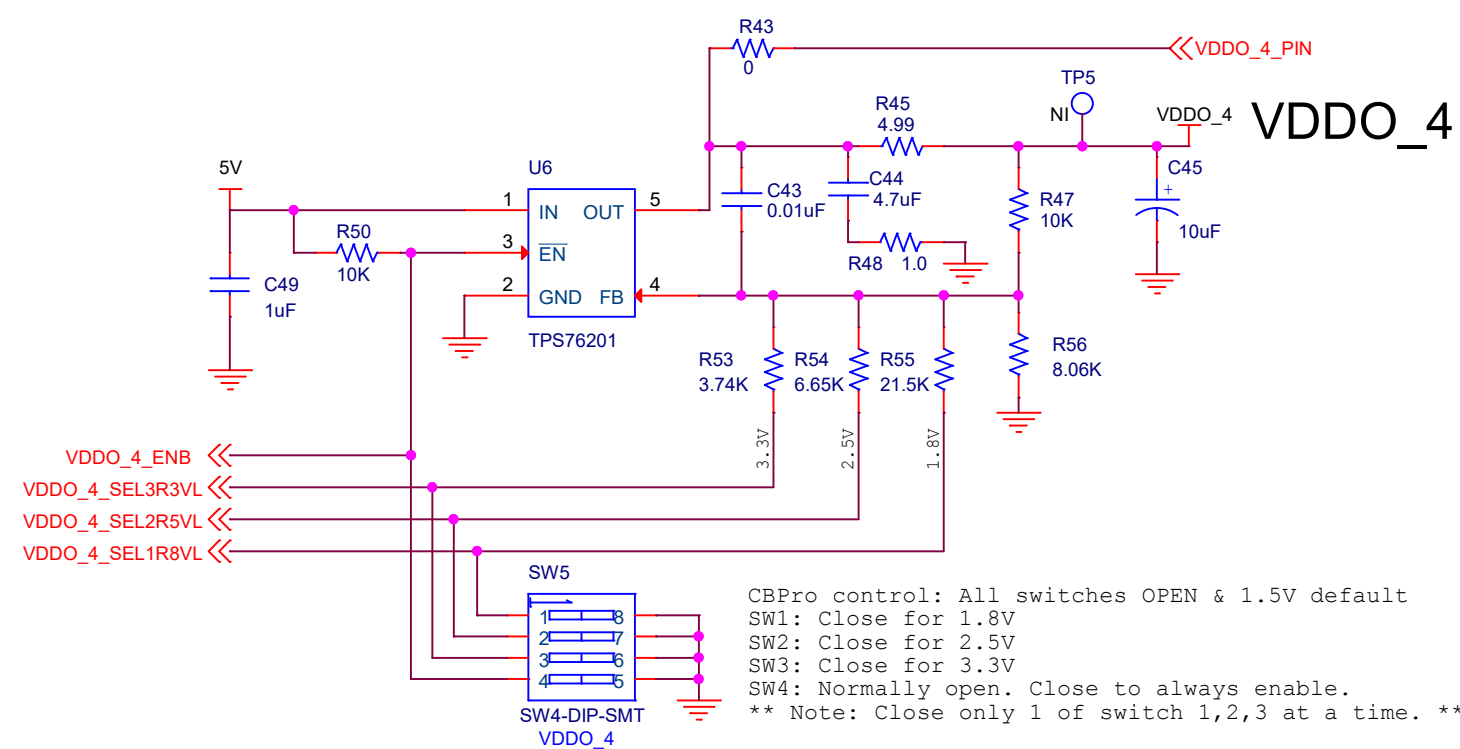 R43
0
VDDO_4_PIN
TP5
NI
VDDO_4
VDDO_4
R45
4.99
5V
U6
C45
+
10uF
C43
0.01uF
C44
4.7uF
R47
10K
1
IN
OUT
5
R50
10K
3
EN
R48
1.0
C49
1uF
2
GND
FB
4
TPS76201
R53
3.74K
R54
6.65K
R55
21.5K
R56
8.06K
3.3V
2.5V
1.8V
VDDO_4_ENB
VDDO_4_SEL3R3VL
VDDO_4_SEL2R5VL
VDDO_4_SEL1R8VL
SW5
1 8
2 7
3 6
4 5
SW4-DIP-SMT
VDDO_4
CBPro control: All switches OPEN & 1.5V default
SW1: Close for 1.8V
SW2: Close for 2.5V
SW3: Close for 3.3V
SW4: Normally open. Close to always enable.
** Note: Close only 1 of switch 1,2,3 at a time. **